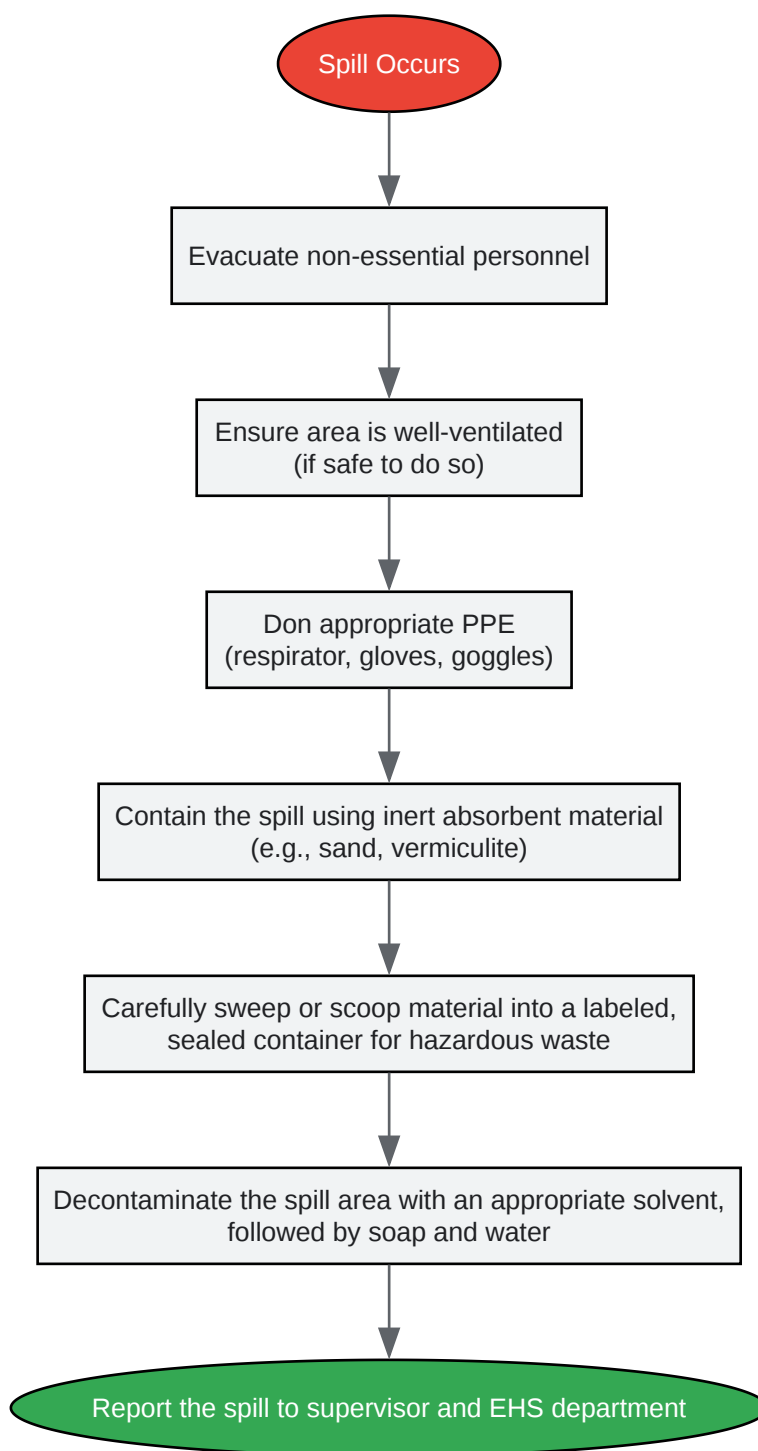 Spill Occurs
Evacuate non-essential personnel
Ensure area is well-ventilated
(if safe to do so)
Don appropriate PPE
(respirator, gloves, goggles)
Contain the spill using inert absorbent material
(e.g., sand, vermiculite)
Carefully sweep or scoop material into a labeled,
sealed container for hazardous waste
Decontaminate the spill area with an appropriate solvent,
followed by soap and water
Report the spill to supervisor and EHS department